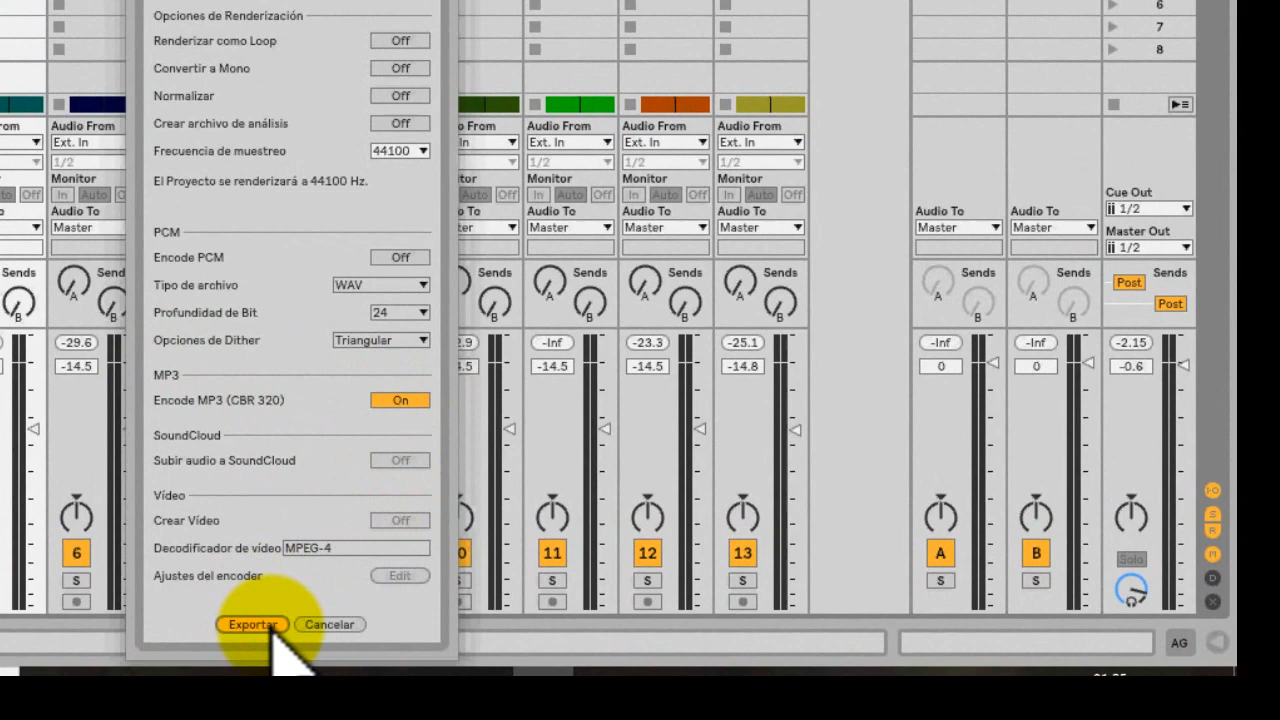 Opciones de Renderización
Renderizar como Loop Off
Convertir a Mono Off
Normalizar Off
Crear archivo de análisis Off
Frecuencia de muestreo 44100
El Proyecto se renderizará a 44100 Hz.
PCM
Encode PCM Off
Tipo de archivo WAV
Profundidad de Bit 24
Opciones de Dither Triangular
MP3
Encode MP3 (CBR 320) On
SoundCloud
Subir audio a SoundCloud Off
Vídeo
Crear Vídeo Off
Decodificador de vídeo MPEG-4
Ajustes del encoder Edit
Exportar Cancelar
6
7
8
Audio From Audio From Audio From Audio From
Ext. In Ext. In Ext. In Ext. In
1/2 1/2 1/2 1/2
Monitor Monitor Monitor Monitor
In Auto Auto Off In Auto Off In Auto Off In Auto Off
Audio To Audio To Audio To Audio To Audio To Audio To
Master Master Master Master Master Master
Cue Out
1/2
Master Out
1/2
Sends Sends Sends Sends Sends Sends Sends Sends
A A A A A A
B B B B B B B B
Post
Post
-29.6 -Inf -23.3 -25.1 -Inf -Inf -2.15
-14.5 -14.5 -14.5 -14.8 0 0 -0.6
6 11 12 13 A B
S S S S S S Solo
I·O
S
R
M
D
X
AG